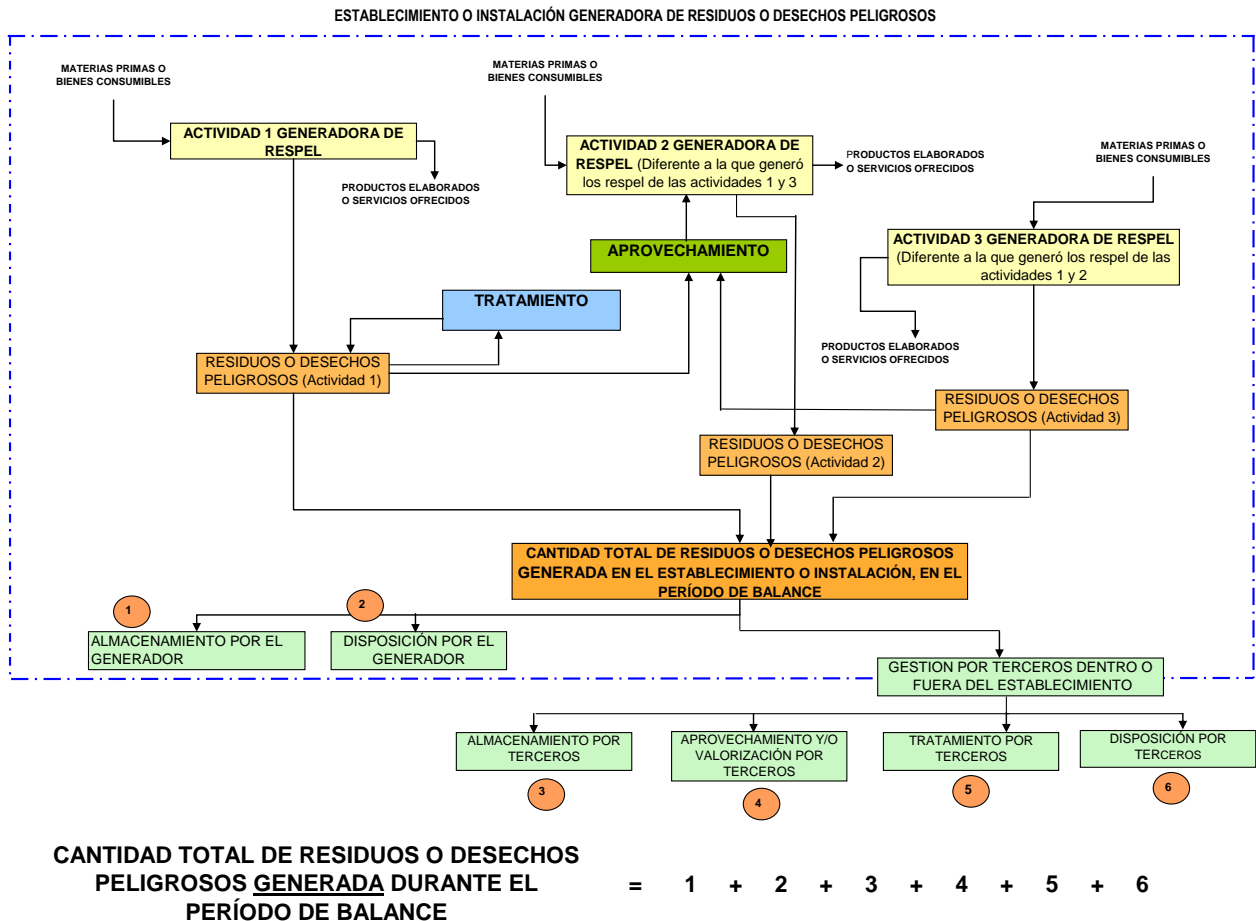 ESTABLECIMIENTO O INSTALACIÓN GENERADORA DE RESIDUOS O DESECHOS PELIGROSOS
MATERIAS PRIMAS O
BIENES CONSUMIBLES
MATERIAS PRIMAS O
BIENES CONSUMIBLES
ACTIVIDAD 1 GENERADORA DE
RESPEL
ACTIVIDAD 2 GENERADORA DE
RESPEL (Diferente a la que generó
los respel de las actividades 1 y 3
PRODUCTOS ELABORADOS
O SERVICIOS OFRECIDOS
MATERIAS PRIMAS O
BIENES CONSUMIBLES
PRODUCTOS ELABORADOS
O SERVICIOS OFRECIDOS
ACTIVIDAD 3 GENERADORA DE RESPEL
(Diferente a la que generó los respel de las
actividades 1 y 2
APROVECHAMIENTO
TRATAMIENTO
PRODUCTOS ELABORADOS
O SERVICIOS OFRECIDOS
RESIDUOS O DESECHOS
PELIGROSOS (Actividad 1)
RESIDUOS O DESECHOS
PELIGROSOS (Actividad 3)
RESIDUOS O DESECHOS
PELIGROSOS (Actividad 2)
CANTIDAD TOTAL DE RESIDUOS O DESECHOS PELIGROSOS
GENERADA EN EL ESTABLECIMIENTO O INSTALACIÓN, EN EL
PERÍODO DE BALANCE
1
2
ALMACENAMIENTO POR EL
GENERADOR
DISPOSICIÓN POR EL
GENERADOR
GESTION POR TERCEROS DENTRO O
FUERA DEL ESTABLECIMIENTO
ALMACENAMIENTO POR
TERCEROS
APROVECHAMIENTO Y/O
VALORIZACIÓN POR
TERCEROS
TRATAMIENTO POR
TERCEROS
DISPOSICIÓN POR
TERCEROS
3
4
5
6
CANTIDAD TOTAL DE RESIDUOS O DESECHOS
PELIGROSOS GENERADA DURANTE EL
PERÍODO DE BALANCE
= 1 + 2 + 3 + 4 + 5 + 6